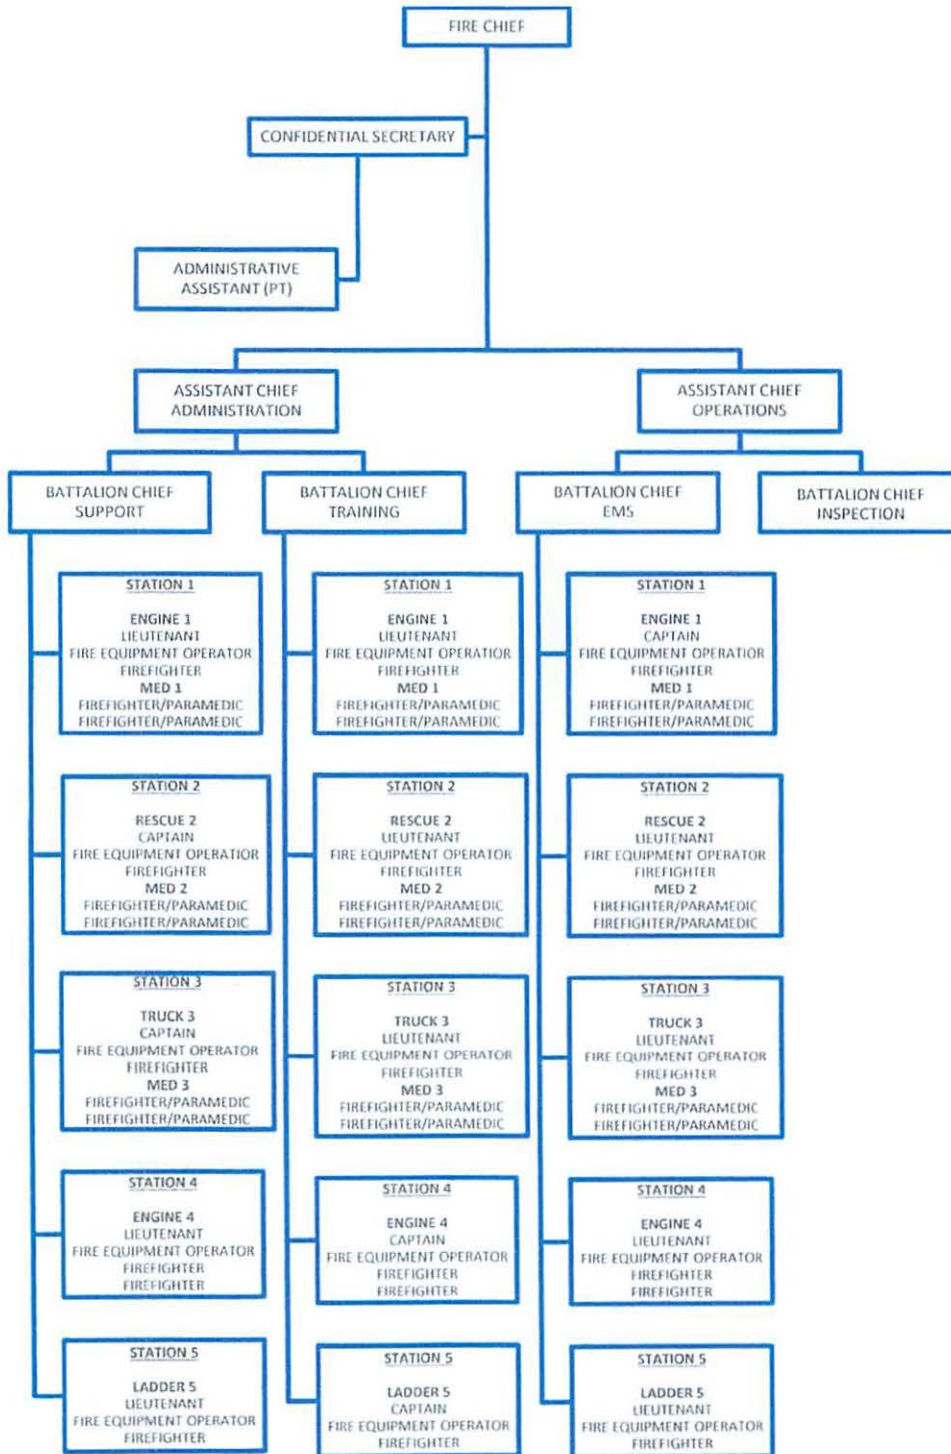 FIRE CHIEF
CONFIDENTIAL SECRETARY
ADMINISTRATIVE
ASSISTANT (PT)
ASSISTANT CHIEF
ADMINISTRATION
ASSISTANT CHIEF
OPERATIONS
BATTALION CHIEF
SUPPORT
BATTALION CHIEF
TRAINING
BATTALION CHIEF
EMS
BATTALION CHIEF
INSPECTION
STATION 1
ENGINE 1
LIEUTENANT
FIRE EQUIPMENT OPERATOR
FIREFIGHTER
MED 1
FIREFIGHTER/PARAMEDIC
FIREFIGHTER/PARAMEDIC
STATION 2
RESCUE 2
CAPTAIN
FIRE EQUIPMENT OPERATIOR
FIREFIGHTER
MED 2
FIREFIGHTER/PARAMEDIC
FIREFIGHTER/PARAMEDIC
STATION 3
TRUCK 3
CAPTAIN
FIRE EQUIPMENT OPERATOR
FIREFIGHTER
MED 3
FIREFIGHTER/PARAMEDIC
FIREFIGHTER/PARAMEDIC
STATION 4
ENGINE 4
LIEUTENANT
FIRE EQUIPMENT OPERATOR
FIREFIGHTER
FIREFIGHTER
STATION 5
LADDER 5
LIEUTENANT
FIRE EQUIPMENT OPERATOR
FIREFIGHTER
STATION 1
ENGINE 1
LIEUTENANT
FIRE EQUIPMENT OPERATIOR
FIREFIGHTER
MED 1
FIREFIGHTER/PARAMEDIC
FIREFIGHTER/PARAMEDIC
STATION 2
RESCUE 2
LIEUTENANT
FIRE EQUIPMENT OPERATOR
FIREFIGHTER
MED 2
FIREFIGHTER/PARAMEDIC
FIREFIGHTER/PARAMEDIC
STATION 3
TRUCK 3
LIEUTENANT
FIRE EQUIPMENT OPERATOR
FIREFIGHTER
MED 3
FIREFIGHTER/PARAMEDIC
FIREFIGHTER/PARAMEDIC
STATION 4
ENGINE 4
CAPTAIN
FIRE EQUIPMENT OPERATOR
FIREFIGHTER
FIREFIGHTER
STATION 5
LADDER 5
CAPTAIN
FIRE EQUIPMENT OPERATIOR
FIREFIGHTER
STATION 1
ENGINE 1
CAPTAIN
FIRE EQUIPMENT OPERATIOR
FIREFIGHTER
MED 1
FIREFIGHTER/PARAMEDIC
FIREFIGHTER/PARAMEDIC
STATION 2
RESCUE 2
LIEUTENANT
FIRE EQUIPMENT OPERATOR
FIREFIGHTER
MED 2
FIREFIGHTER/PARAMEDIC
FIREFIGHTER/PARAMEDIC
STATION 3
TRUCK 3
LIEUTENANT
FIRE EQUIPMENT OPERATOR
FIREFIGHTER
MED 3
FIREFIGHTER/PARAMEDIC
FIREFIGHTER/PARAMEDIC
STATION 4
ENGINE 4
LIEUTENANT
FIRE EQUIPMENT OPERATOR
FIREFIGHTER
FIREFIGHTER
STATION 5
LADDER 5
LIEUTENANT
FIRE EQUIPMENT OPERATOR
FIREFIGHTER